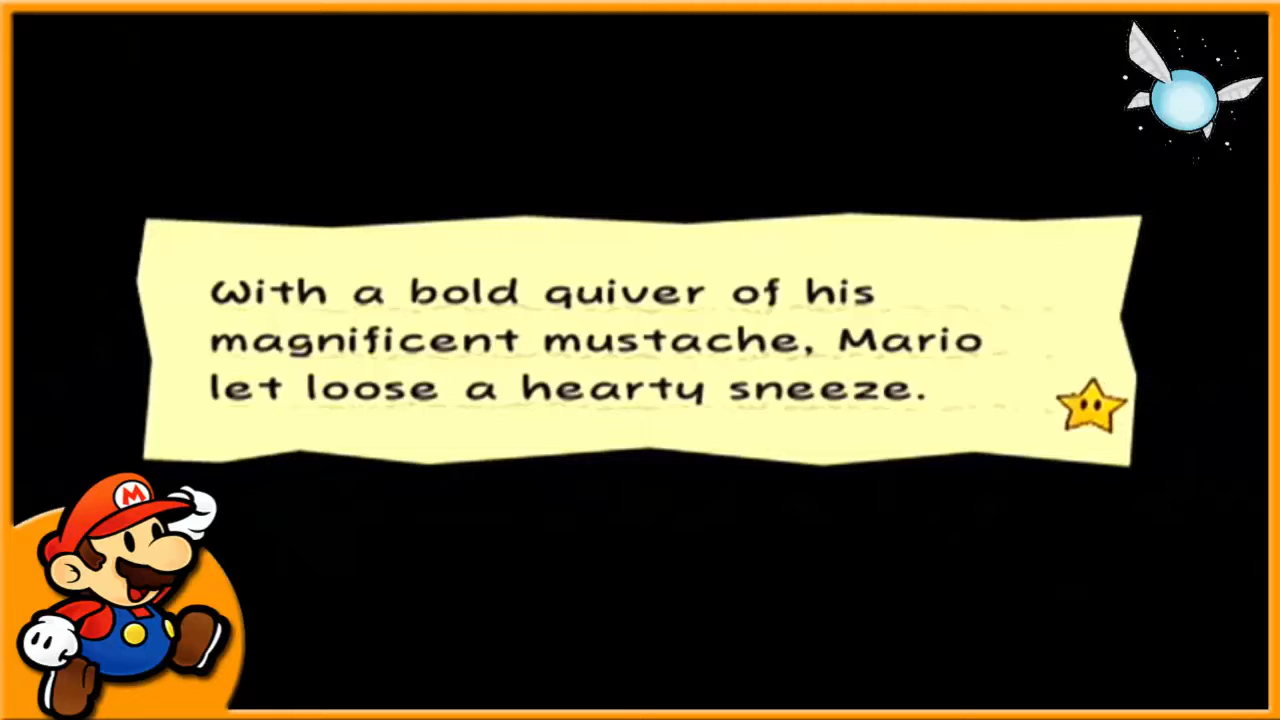 M
With a bold quiver of his
magnificent mustache, Mario
let loose a hearty sneeze.